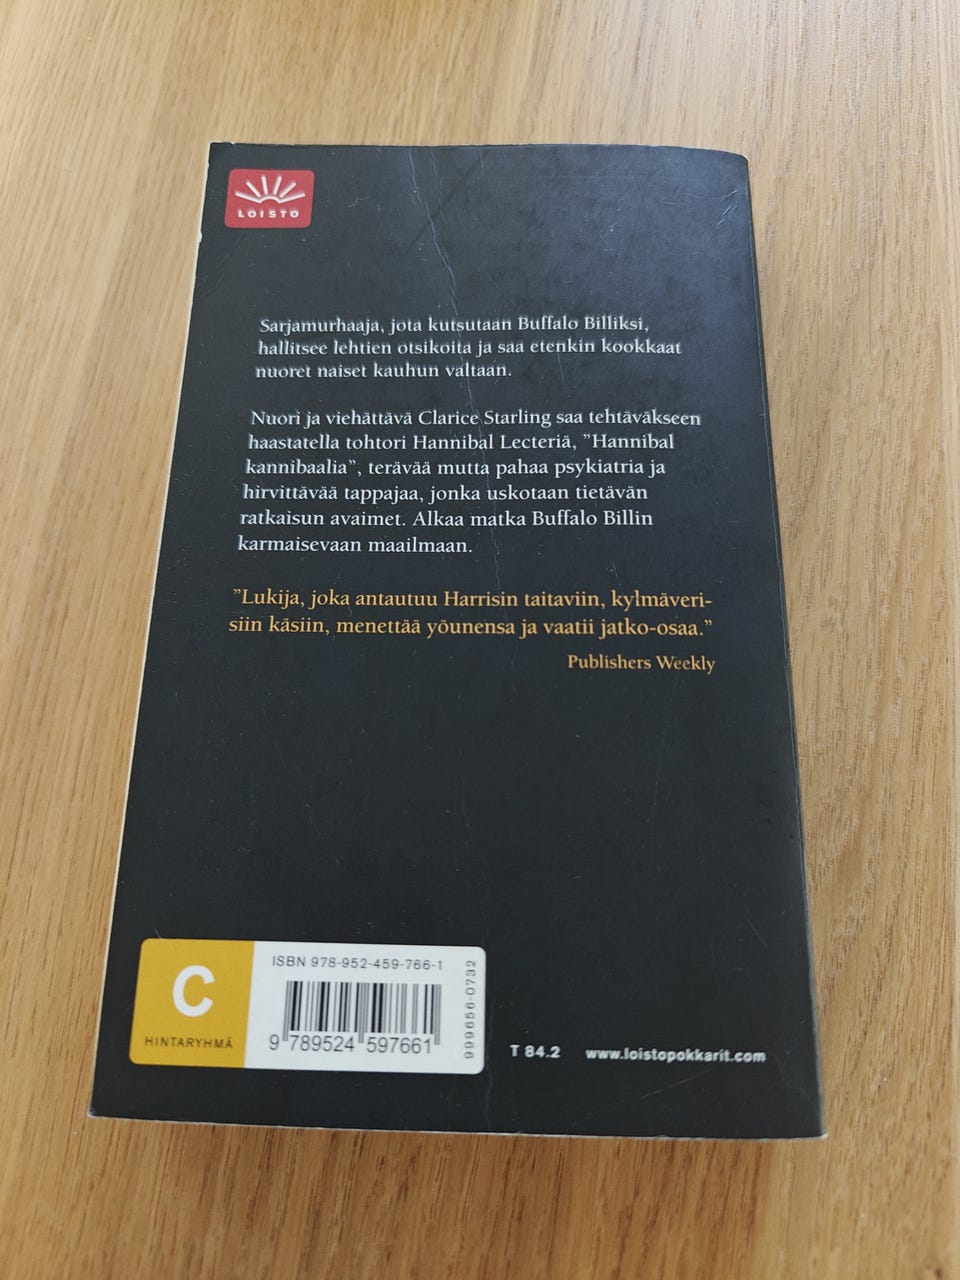 LOISTO
Sarjamurhaaja, jota kutsutaan Buffalo Billiksi,
hallitsee lehtien otsikoita ja saa etenkin kookkaat
nuoret naiset kauhun valtaan.
Nuori ja viehättävä Clarice Starling saa tehtäväkseen
haastatella tohtori Hannibal Lecteriä, ”Hannibal
kannibaalia”, terävää mutta pahaa psykiatria ja
hirvittävää tappajaa, jonka uskotaan tietävän
ratkaisun avaimet. Alkaa matka Buffalo Billin
karmaisevaan maailmaan.
”Lukija, joka antautuu Harrisin taitaviin, kylmäveri-
siin käsiin, menettää yöunensa ja vaatii jatko-osaa.”
Publishers Weekly
C
HINTARYHMÄ
ISBN 978-952-459-766-1
9 789524 597661
999656-0732
T 84.2 www.loistopokkarit.com